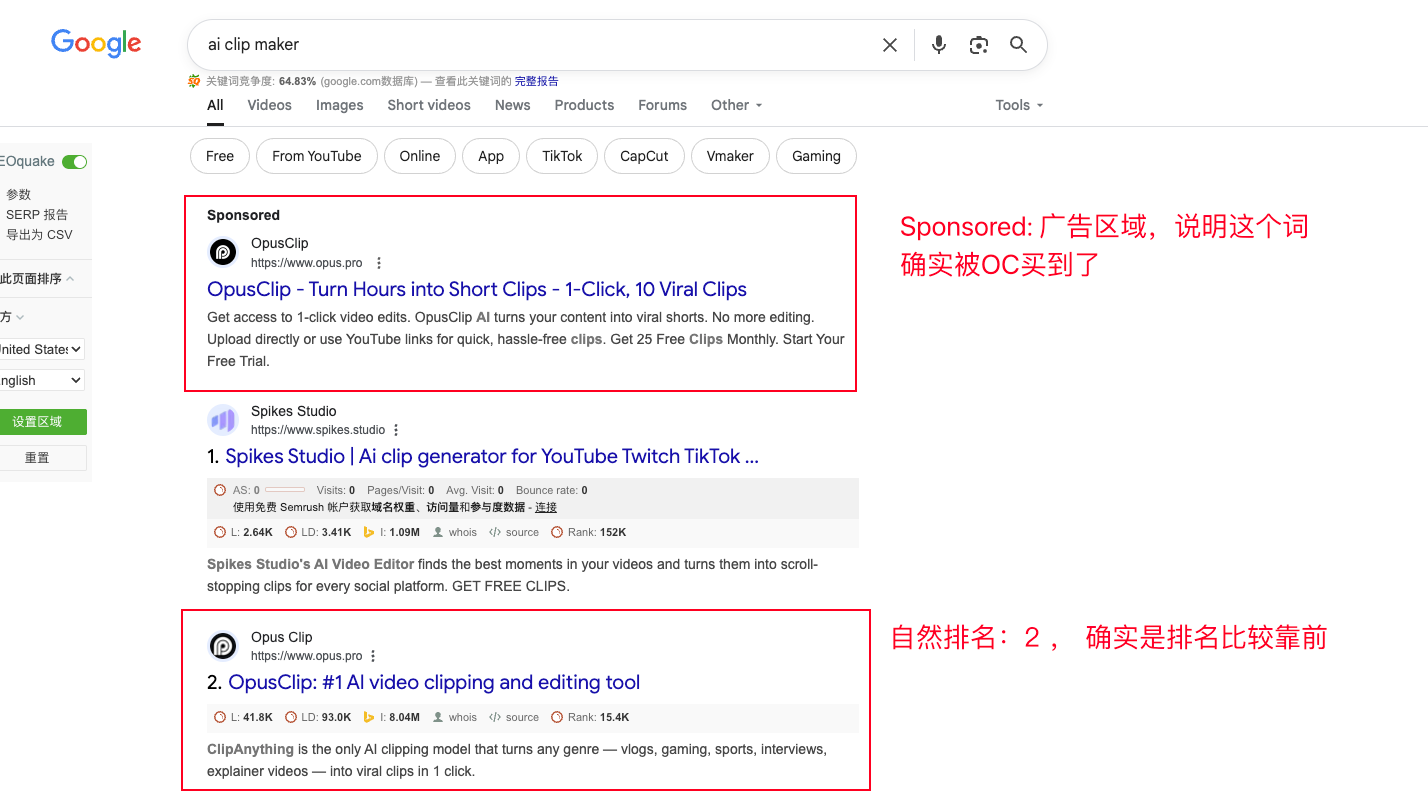 Google
ai clip maker
关键词竞争度: 64.83% (google.com数据库) — 查看此关键词的 完整报告
All Videos Images Short videos News Products Forums Other Tools
Free From YouTube Online App TikTok CapCut Vmaker Gaming
EOquake
参数
SERP 报告
导出为 CSV
此页面排序
方
United States
English
设置区域
重置
Sponsored
OpusClip
https://www.opus.pro
OpusClip - Turn Hours into Short Clips - 1-Click, 10 Viral Clips
Get access to 1-click video edits. OpusClip AI turns your content into viral shorts. No more editing.
Upload directly or use YouTube links for quick, hassle-free clips. Get 25 Free Clips Monthly. Start Your
Free Trial.
Sponsored: 广告区域，说明这个词
确实被OC买到了
Spikes Studio
https://www.spikes.studio
1. Spikes Studio | Ai clip generator for YouTube Twitch TikTok ...
AS: 0 Visits: 0 Pages/Visit: 0 Avg. Visit: 0 Bounce rate: 0
使用免费 Semrush 帐户获取域名权重、访问量和参与度数据 - 连接
L: 2.64K LD: 3.41K I: 1.09M whois source Rank: 152K
Spikes Studio's AI Video Editor finds the best moments in your videos and turns them into scroll-
stopping clips for every social platform. GET FREE CLIPS.
Opus Clip
https://www.opus.pro
2. OpusClip: #1 AI video clipping and editing tool
L: 41.8K LD: 93.0K I: 8.04M whois source Rank: 15.4K
ClipAnything is the only AI clipping model that turns any genre — vlogs, gaming, sports, interviews,
explainer videos — into viral clips in 1 click.
自然排名：2 ， 确实是排名比较靠前